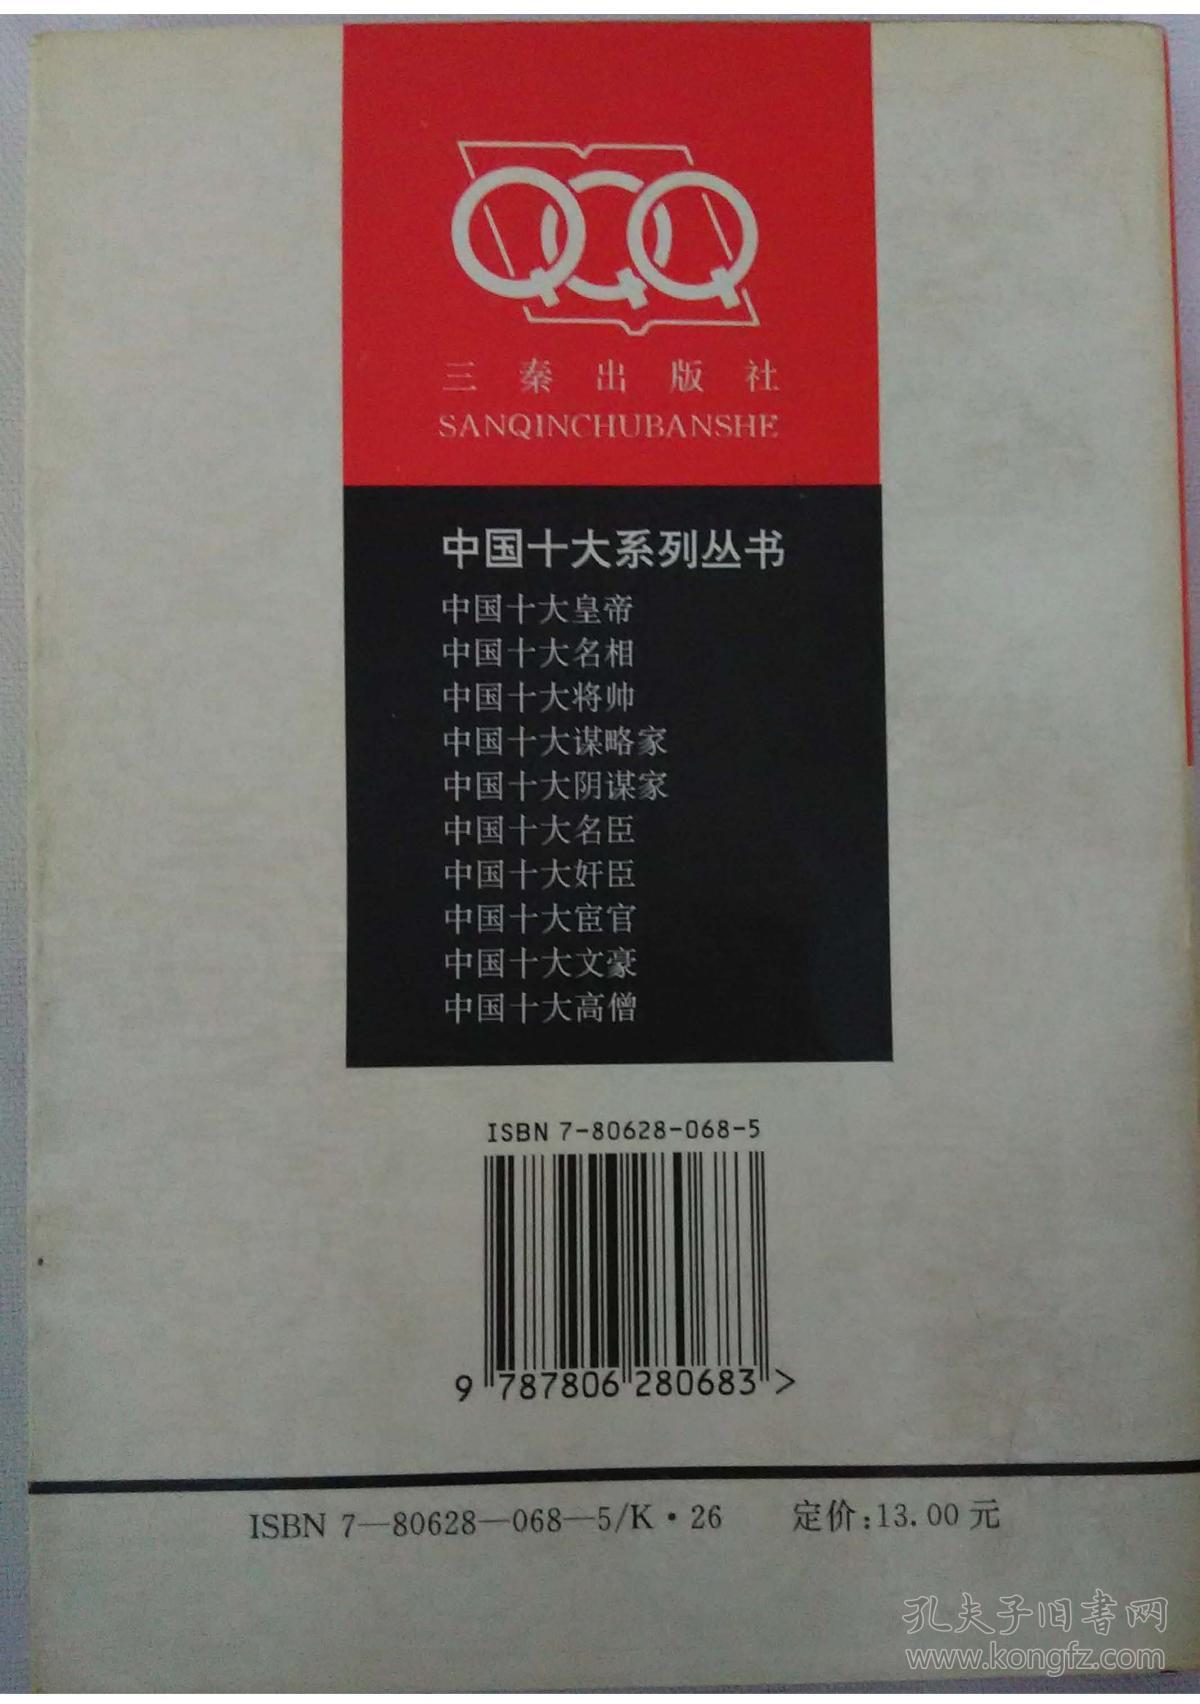 三秦出版社
SANQINCHUBANSHE
中国十大系列丛书
中国十大皇帝
中国十大名相
中国十大将帅
中国十大谋略家
中国十大阴谋家
中国十大名臣
中国十大奸臣
中国十大宦官
中国十大文豪
中国十大高僧
ISBN 7-80628-068-5
9 787806 280683 >
ISBN 7—80628—068—5/K·26 定价:13.00元
孔夫子旧書网
www.kongfz.com